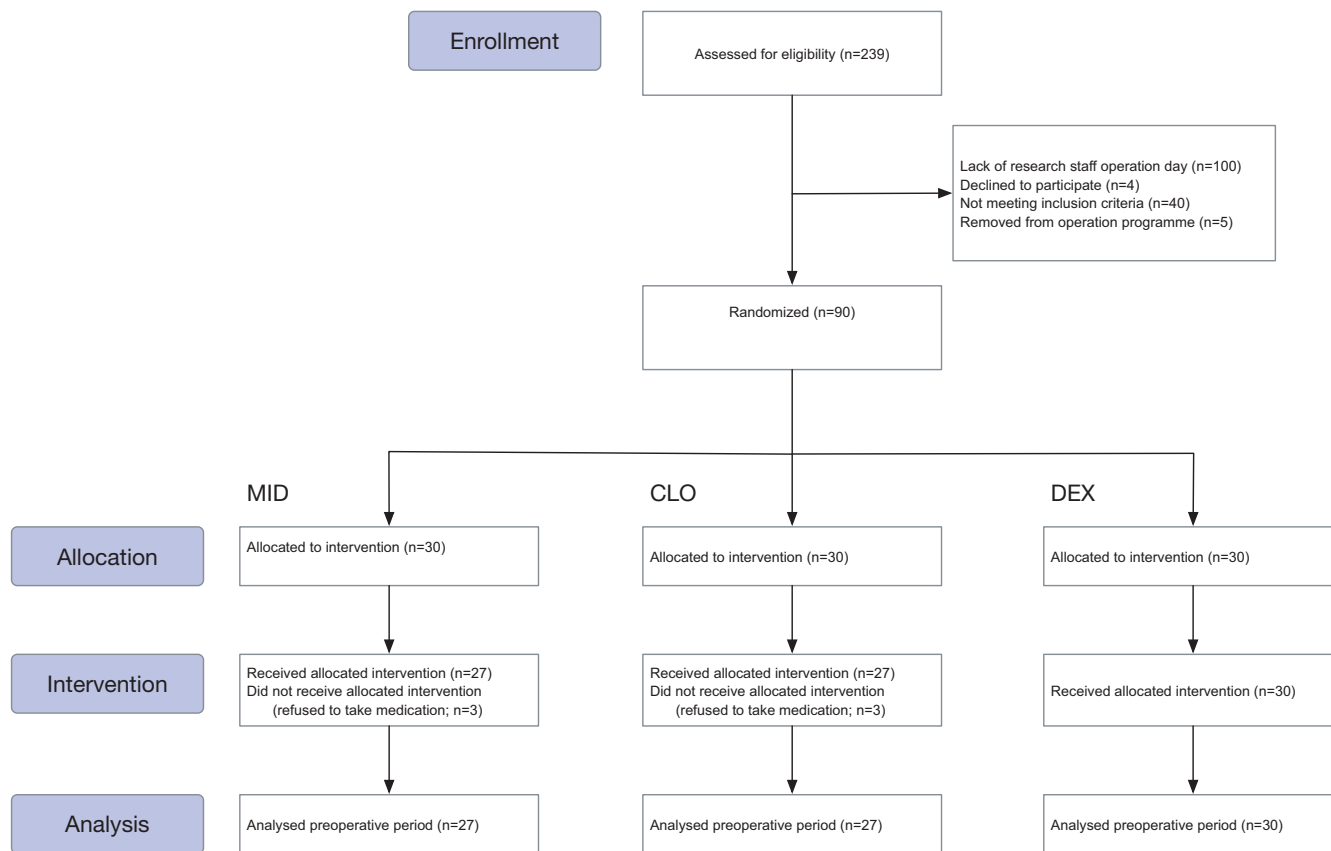 Enrollment
Assessed for eligibility (n=239)
Lack of research staff operation day (n=100)
Declined to participate (n=4)
Not meeting inclusion criteria (n=40)
Removed from operation programme (n=5)
Randomized (n=90)
MID
CLO
DEX
Allocation
Allocated to intervention (n=30)
Allocated to intervention (n=30)
Allocated to intervention (n=30)
Intervention
Received allocated intervention (n=27)
Did not receive allocated intervention
(refused to take medication; n=3)
Received allocated intervention (n=27)
Did not receive allocated intervention
(refused to take medication; n=3)
Received allocated intervention (n=30)
Analysis
Analysed preoperative period (n=27)
Analysed preoperative period (n=27)
Analysed preoperative period (n=30)